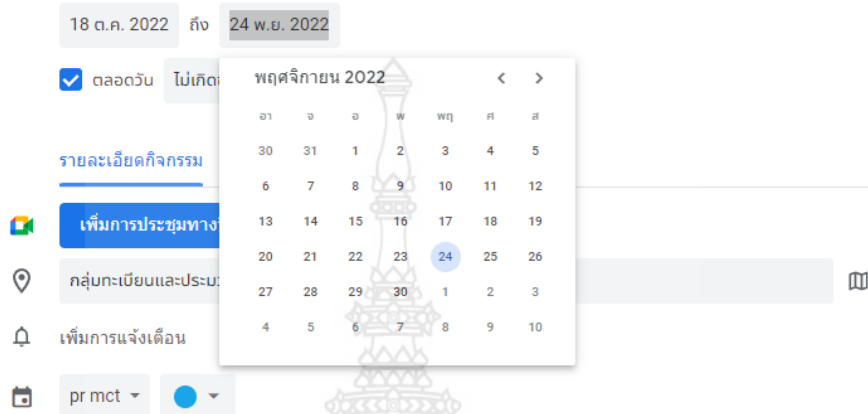 18 ต.ค. 2022 ถึง 24 พ.ย. 2022
ตลอดวัน ไม่เกิด
พฤศจิกายน 2022
อา จ อ พ พฤ ศ ส
30 31 1 2 3 4 5
รายละเอียดกิจกรรม
6 7 8 9 10 11 12
13 14 15 16 17 18 19
เพิ่มการประชุมทาง
20 21 22 23 24 25 26
กลุ่มทะเบียนและประมว
27 28 29 30 1 2 3
4 5 6 7 8 9 10
เพิ่มการแจ้งเตือน
pr mct